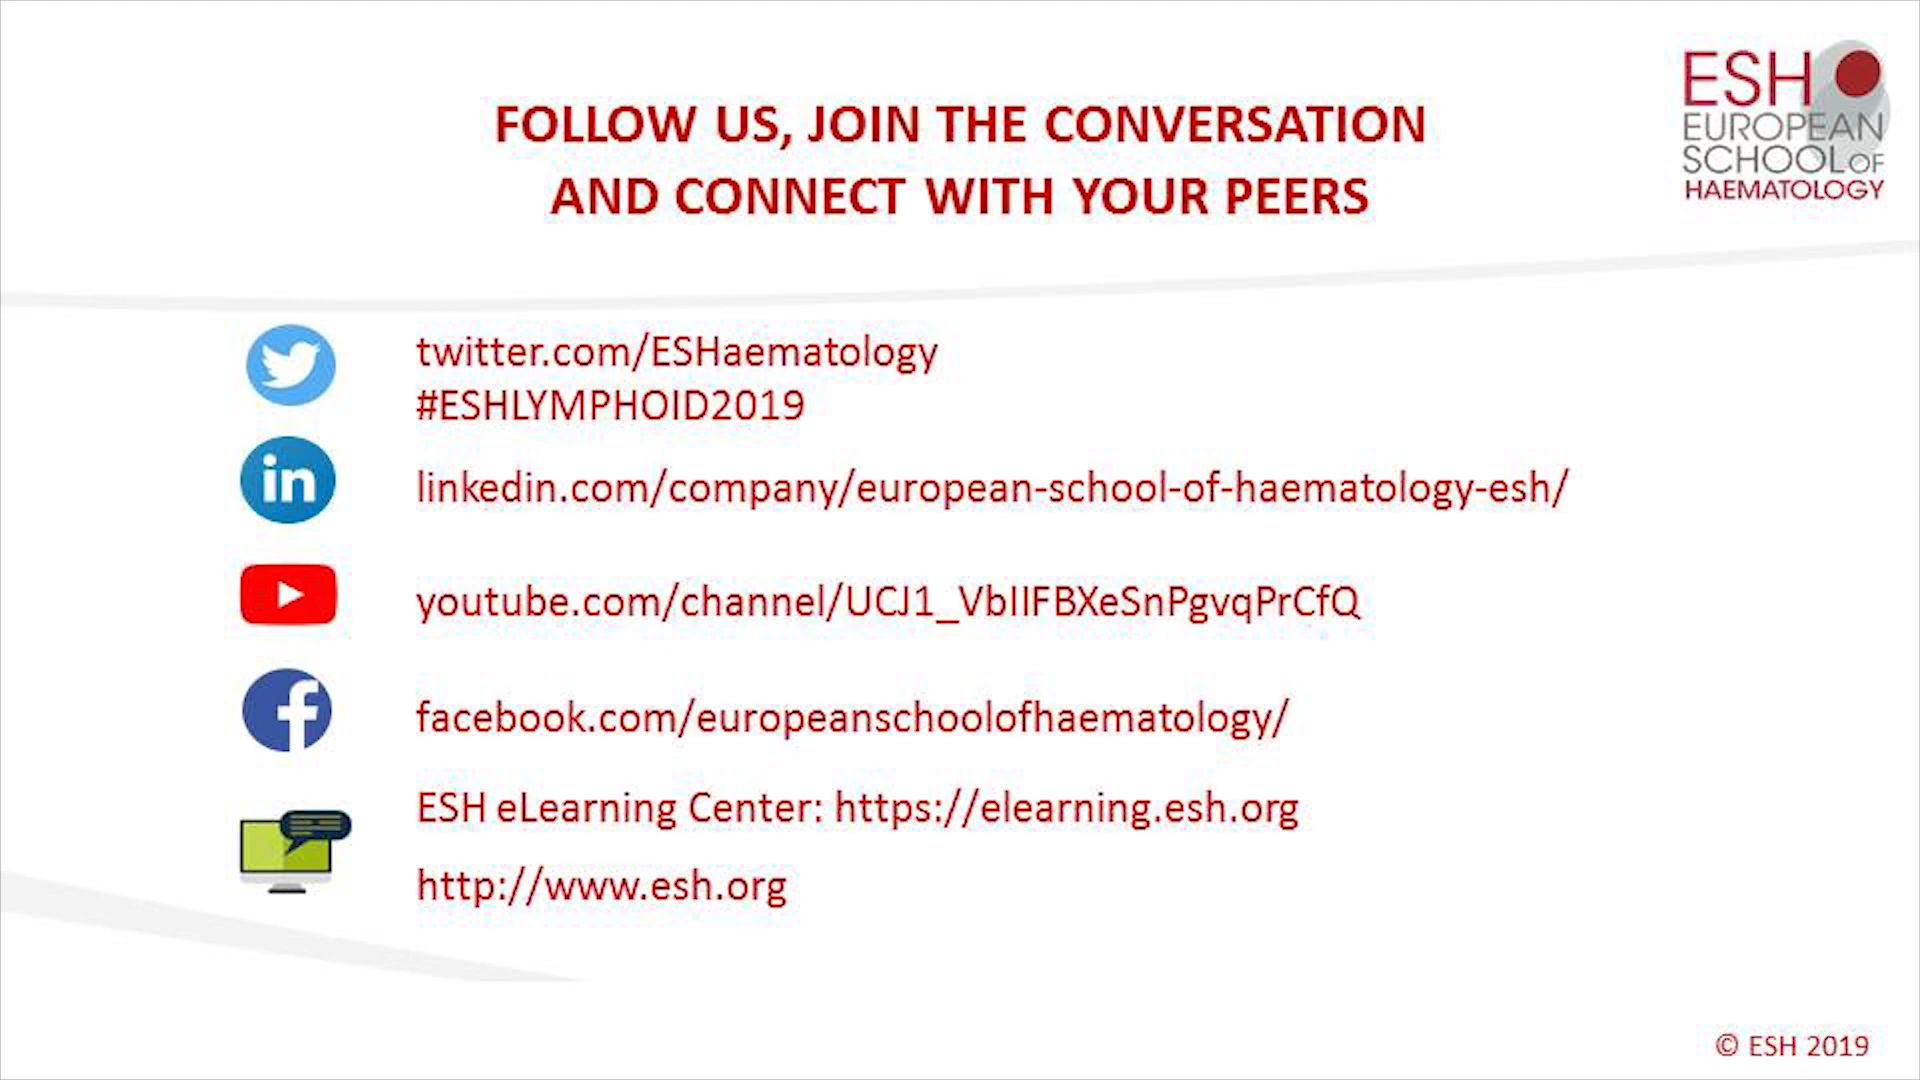 FOLLOW US, JOIN THE CONVERSATION
AND CONNECT WITH YOUR PEERS
ESH
EUROPEAN
SCHOOL OF
HAEMATOLOGY
twitter.com/ESHaematology
#ESHLYMPHOID2019
in
linkedin.com/company/european-school-of-haematology-esh/
youtube.com/channel/UCJ1_VbIIFBXeSnPgvqPrCfQ
f
facebook.com/europeanschoolofhaematology/
ESH eLearning Center: https://elearning.esh.org
http://www.esh.org
© ESH 2019